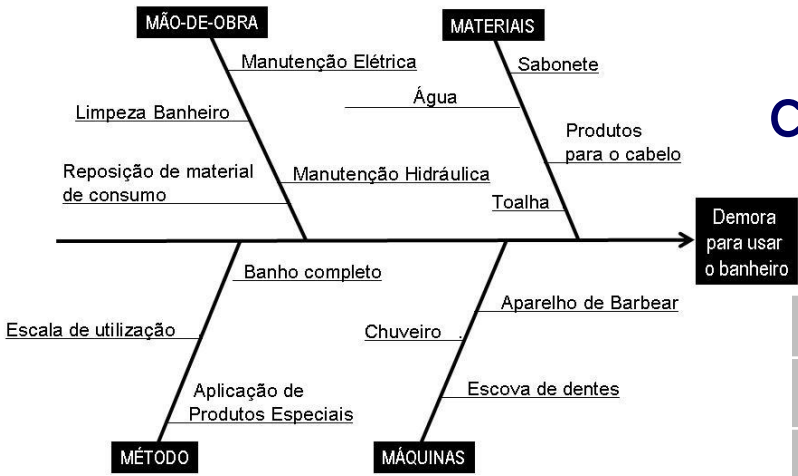 MÃO-DE-OBRA
Manutenção Elétrica
Limpeza Banheiro
Manutenção Hidráulica
Reposição de material
de consumo
MATERIAIS
Sabonete
Água
Produtos
para o cabelo
Toalha
C
Demora
para usar
o banheiro
Banho completo
Escala de utilização
Aplicação de
Produtos Especiais
MÉTODO
Aparelho de Barbear
Chuveiro
Escova de dentes
MÁQUINAS